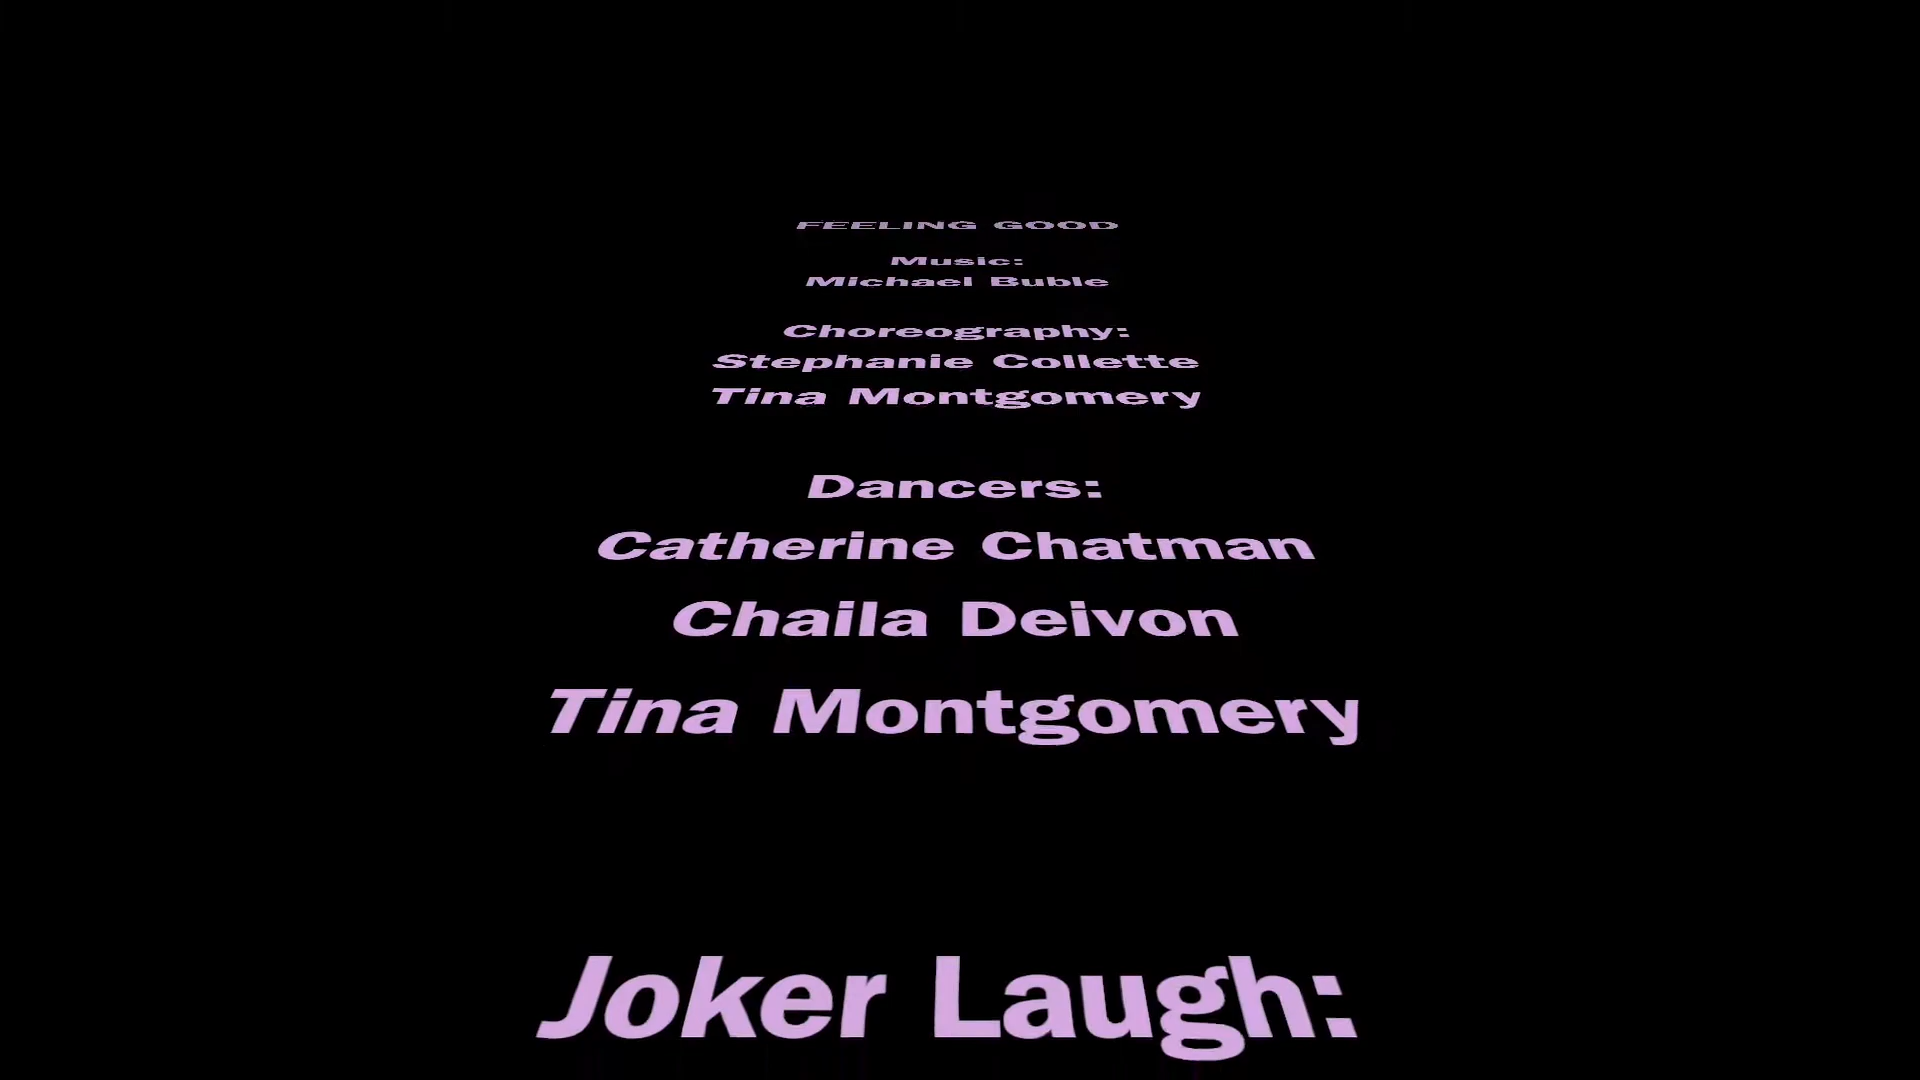 FEELING GOOD
Music:
Michael Buble
Choreography:
Stephanie Collette
Tina Montgomery
Dancers:
Catherine Chatman
Chaila Deivon
Tina Montgomery
Joker Laugh: